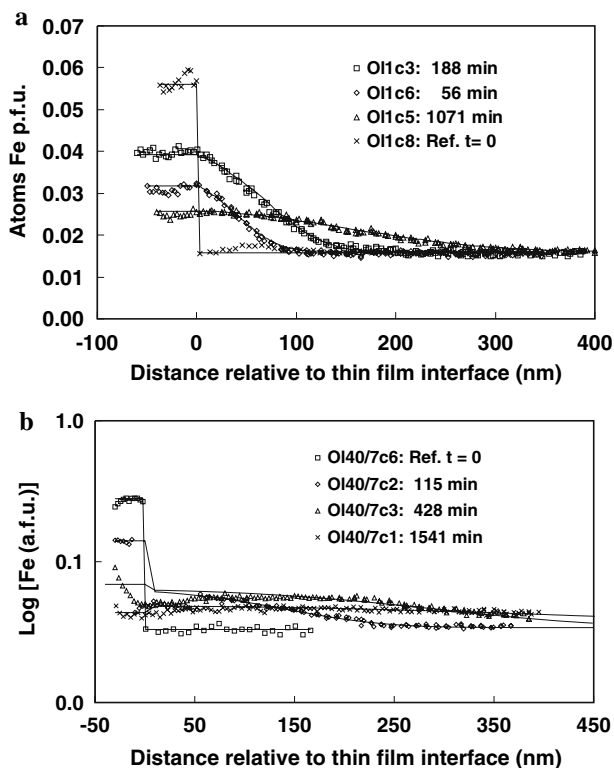 a
0.07
0.06
0.05
0.04
0.03
0.02
0.01
0.00
Atoms Fe p.f.u.
Ol1c3: 188 min
Ol1c6: 56 min
Ol1c5: 1071 min
Ol1c8: Ref. t= 0
-100 0 100 200 300 400
Distance relative to thin film interface (nm)
b
1.0
0.1
0.0
Log [Fe (a.f.u.)]
Ol40/7c6: Ref. t = 0
Ol40/7c2: 115 min
Ol40/7c3: 428 min
Ol40/7c1: 1541 min
-50 50 150 250 350 450
Distance relative to thin film interface (nm)